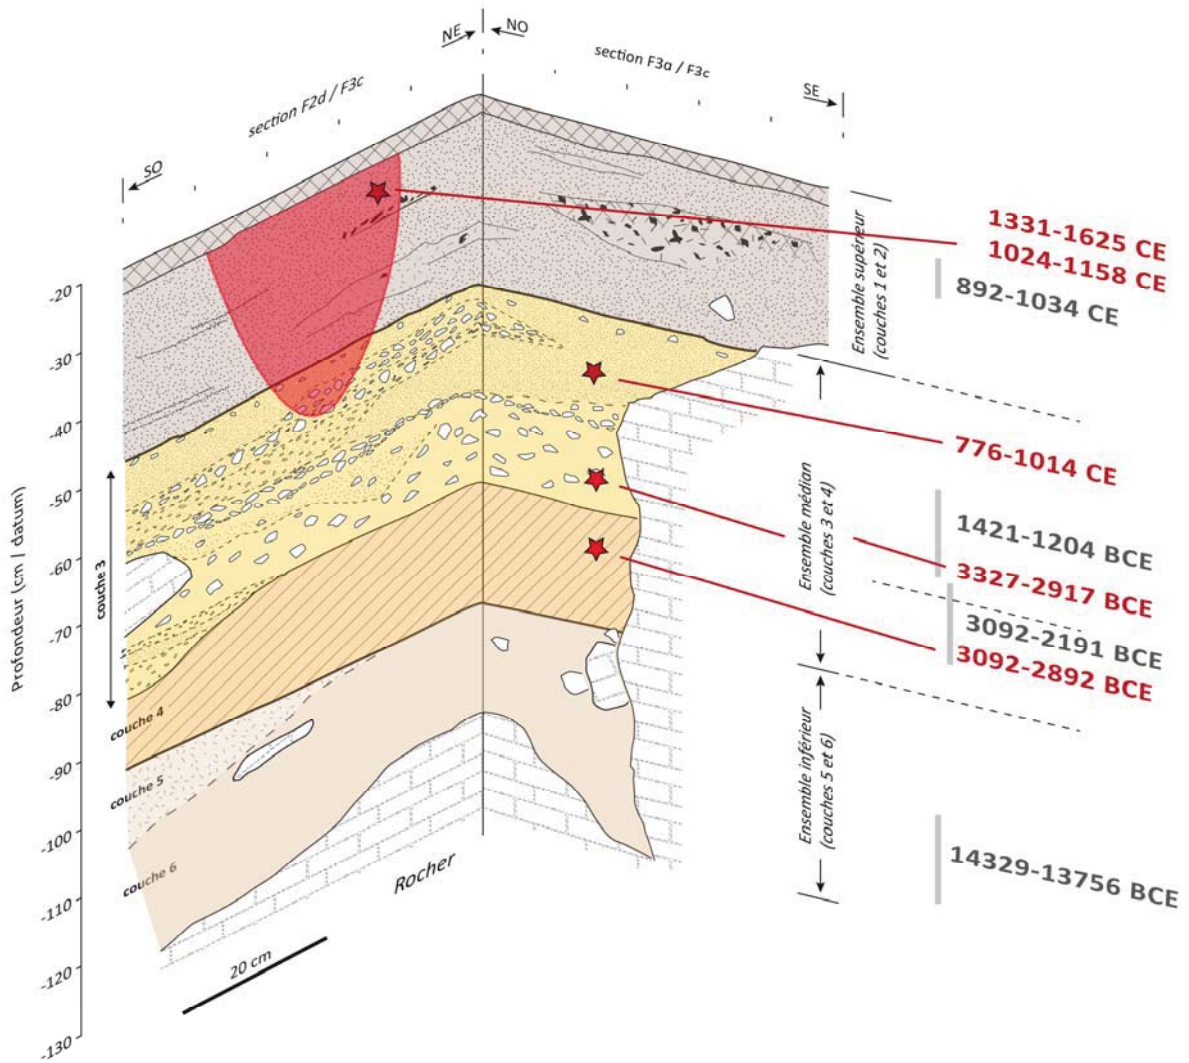 NE
NO
section F2d / F3c
section F3a / F3c
SO
SE
Profondeur (cm | datum)
-20
-30
-40
-50
-60
-70
-80
-90
-100
-110
-120
-130
couche 3
couche 4
couche 5
couche 6
Rocher
20 cm
Ensemble supérieur
(couches 1 et 2)
Ensemble médian
(couches 3 et 4)
Ensemble inférieur
(couches 5 et 6)
1331-1625 CE
1024-1158 CE
892-1034 CE
776-1014 CE
1421-1204 BCE
3327-2917 BCE
3092-2191 BCE
3092-2892 BCE
14329-13756 BCE